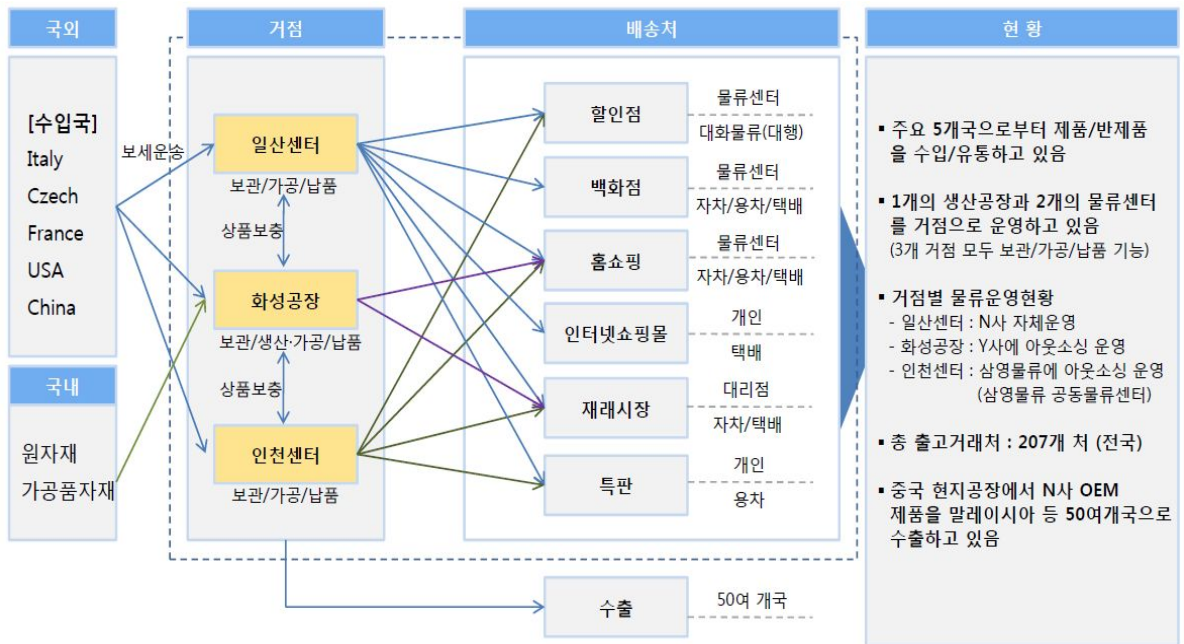 국외
거점
배송처
현 황
[수입국]
Italy
Czech
France
USA
China
국내
원자재
가공품자재
보세운송
일산센터
보관/가공/납품
상품보충
화성공장
보관/생산·가공/납품
상품보충
인천센터
보관/가공/납품
할인점
물류센터
대화물류(대행)
백화점
물류센터
자차/용차/택배
홈쇼핑
물류센터
자차/용차/택배
인터넷쇼핑몰
개인
택배
재래시장
대리점
자차/택배
특판
개인
용차
수출
50여 개국
▪ 주요 5개국으로부터 제품/반제품
을 수입/유통하고 있음
▪ 1개의 생산공장과 2개의 물류센터
를 거점으로 운영하고 있음
(3개 거점 모두 보관/가공/납품 기능)
▪ 거점별 물류운영현황
- 일산센터 : N사 자체운영
- 화성공장 : Y사에 아웃소싱 운영
- 인천센터 : 삼영물류에 아웃소싱 운영
(삼영물류 공동물류센터)
▪ 총 출고거래처 : 207개 처 (전국)
▪ 중국 현지공장에서 N사 OEM
제품을 말레이시아 등 50여개국으로
수출하고 있음